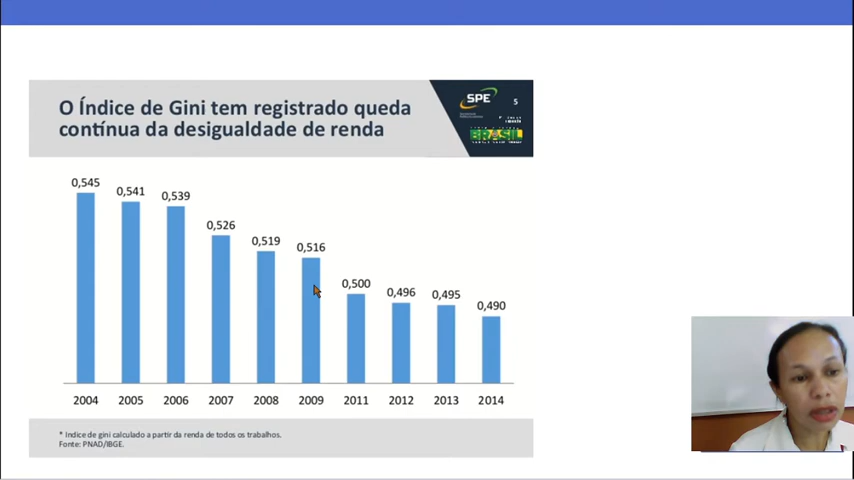 O Índice de Gini tem registrado queda
contínua da desigualdade de renda
SPE
5
BRASIL
0,545
0,541
0,539
0,526
0,519
0,516
0,500
0,496
0,495
0,490
2004 2005 2006 2007 2008 2009 2011 2012 2013 2014
* Indice de gini calculado a partir da renda de todos os trabalhos.
Fonte: PNAD/IBGE.